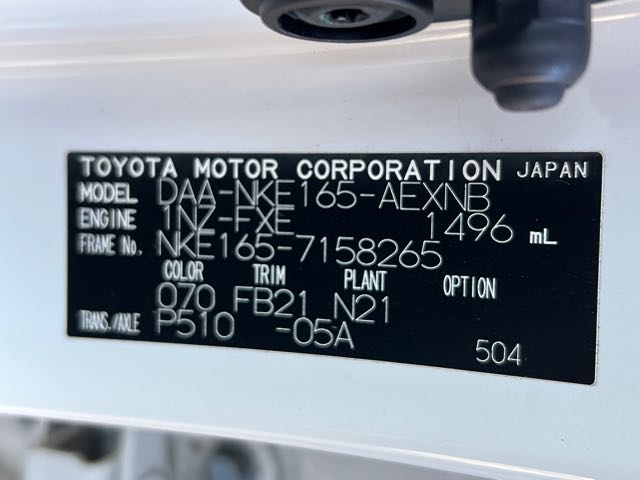 TOYOTA MOTOR CORPORATION JAPAN
MODEL DAA-NKE165-AEXNB
ENGINE 1NZ-FXE 1496 mL
FRAME No. NKE165-7158265
COLOR TRIM PLANT OPTION
070 FB21 N21
TRANS./AXLE P510 -05A
504